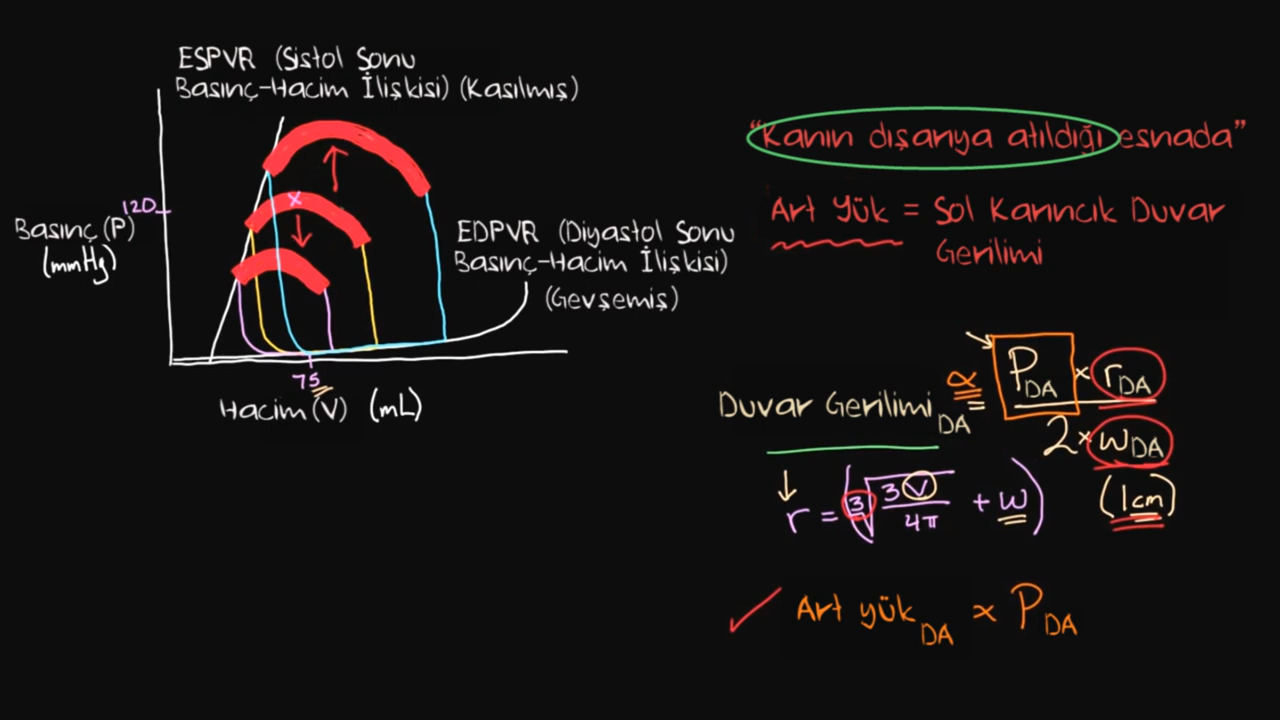 ESPVR (Sistol Sonu
Basınç-Hacim İlişkisi) (Kasılmış)
120
Basınç (P)
(mmHg)
x
EDPVR (Diyastol Sonu
Basınç-Hacim İlişkisi)
(Gevşemiş)
75
Hacim (V) (mL)
"Kanın dışarıya atıldığı esnada"
Art Yük = Sol Karıncık Duvar
Gerilimi
Duvar Gerilimi DA ∝ = P DA × r DA
2 × w DA
(1cm)
r = (3√3V/4π + w)
Art yük DA ∝ P DA